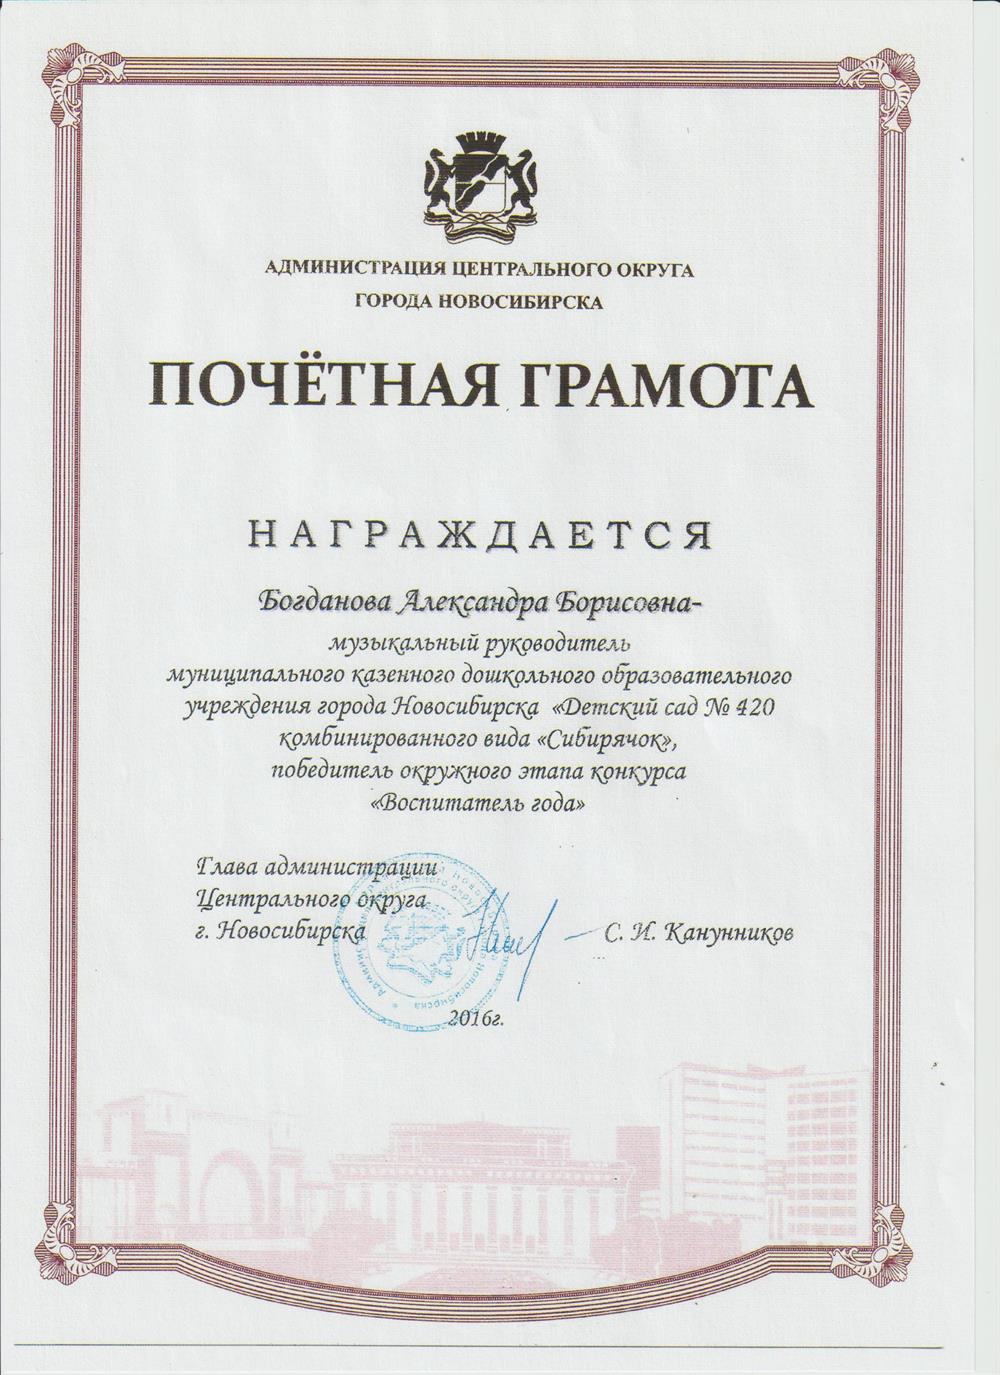 АДМИНИСТРАЦИЯ ЦЕНТРАЛЬНОГО ОКРУГА
ГОРОДА НОВОСИБИРСКА
ПОЧЁТНАЯ ГРАМОТА
НАГРАЖДАЕТСЯ
Богданова Александра Борисовна-
музыкальный руководитель
муниципального казенного дошкольного образовательного
учреждения города Новосибирска «Детский сад № 420
комбинированного вида «Сибирячок»,
победитель окружного этапа конкурса
«Воспитатель года»
Глава администрации
Центрального округа
г. Новосибирска
С. И. Канунников
2016г.